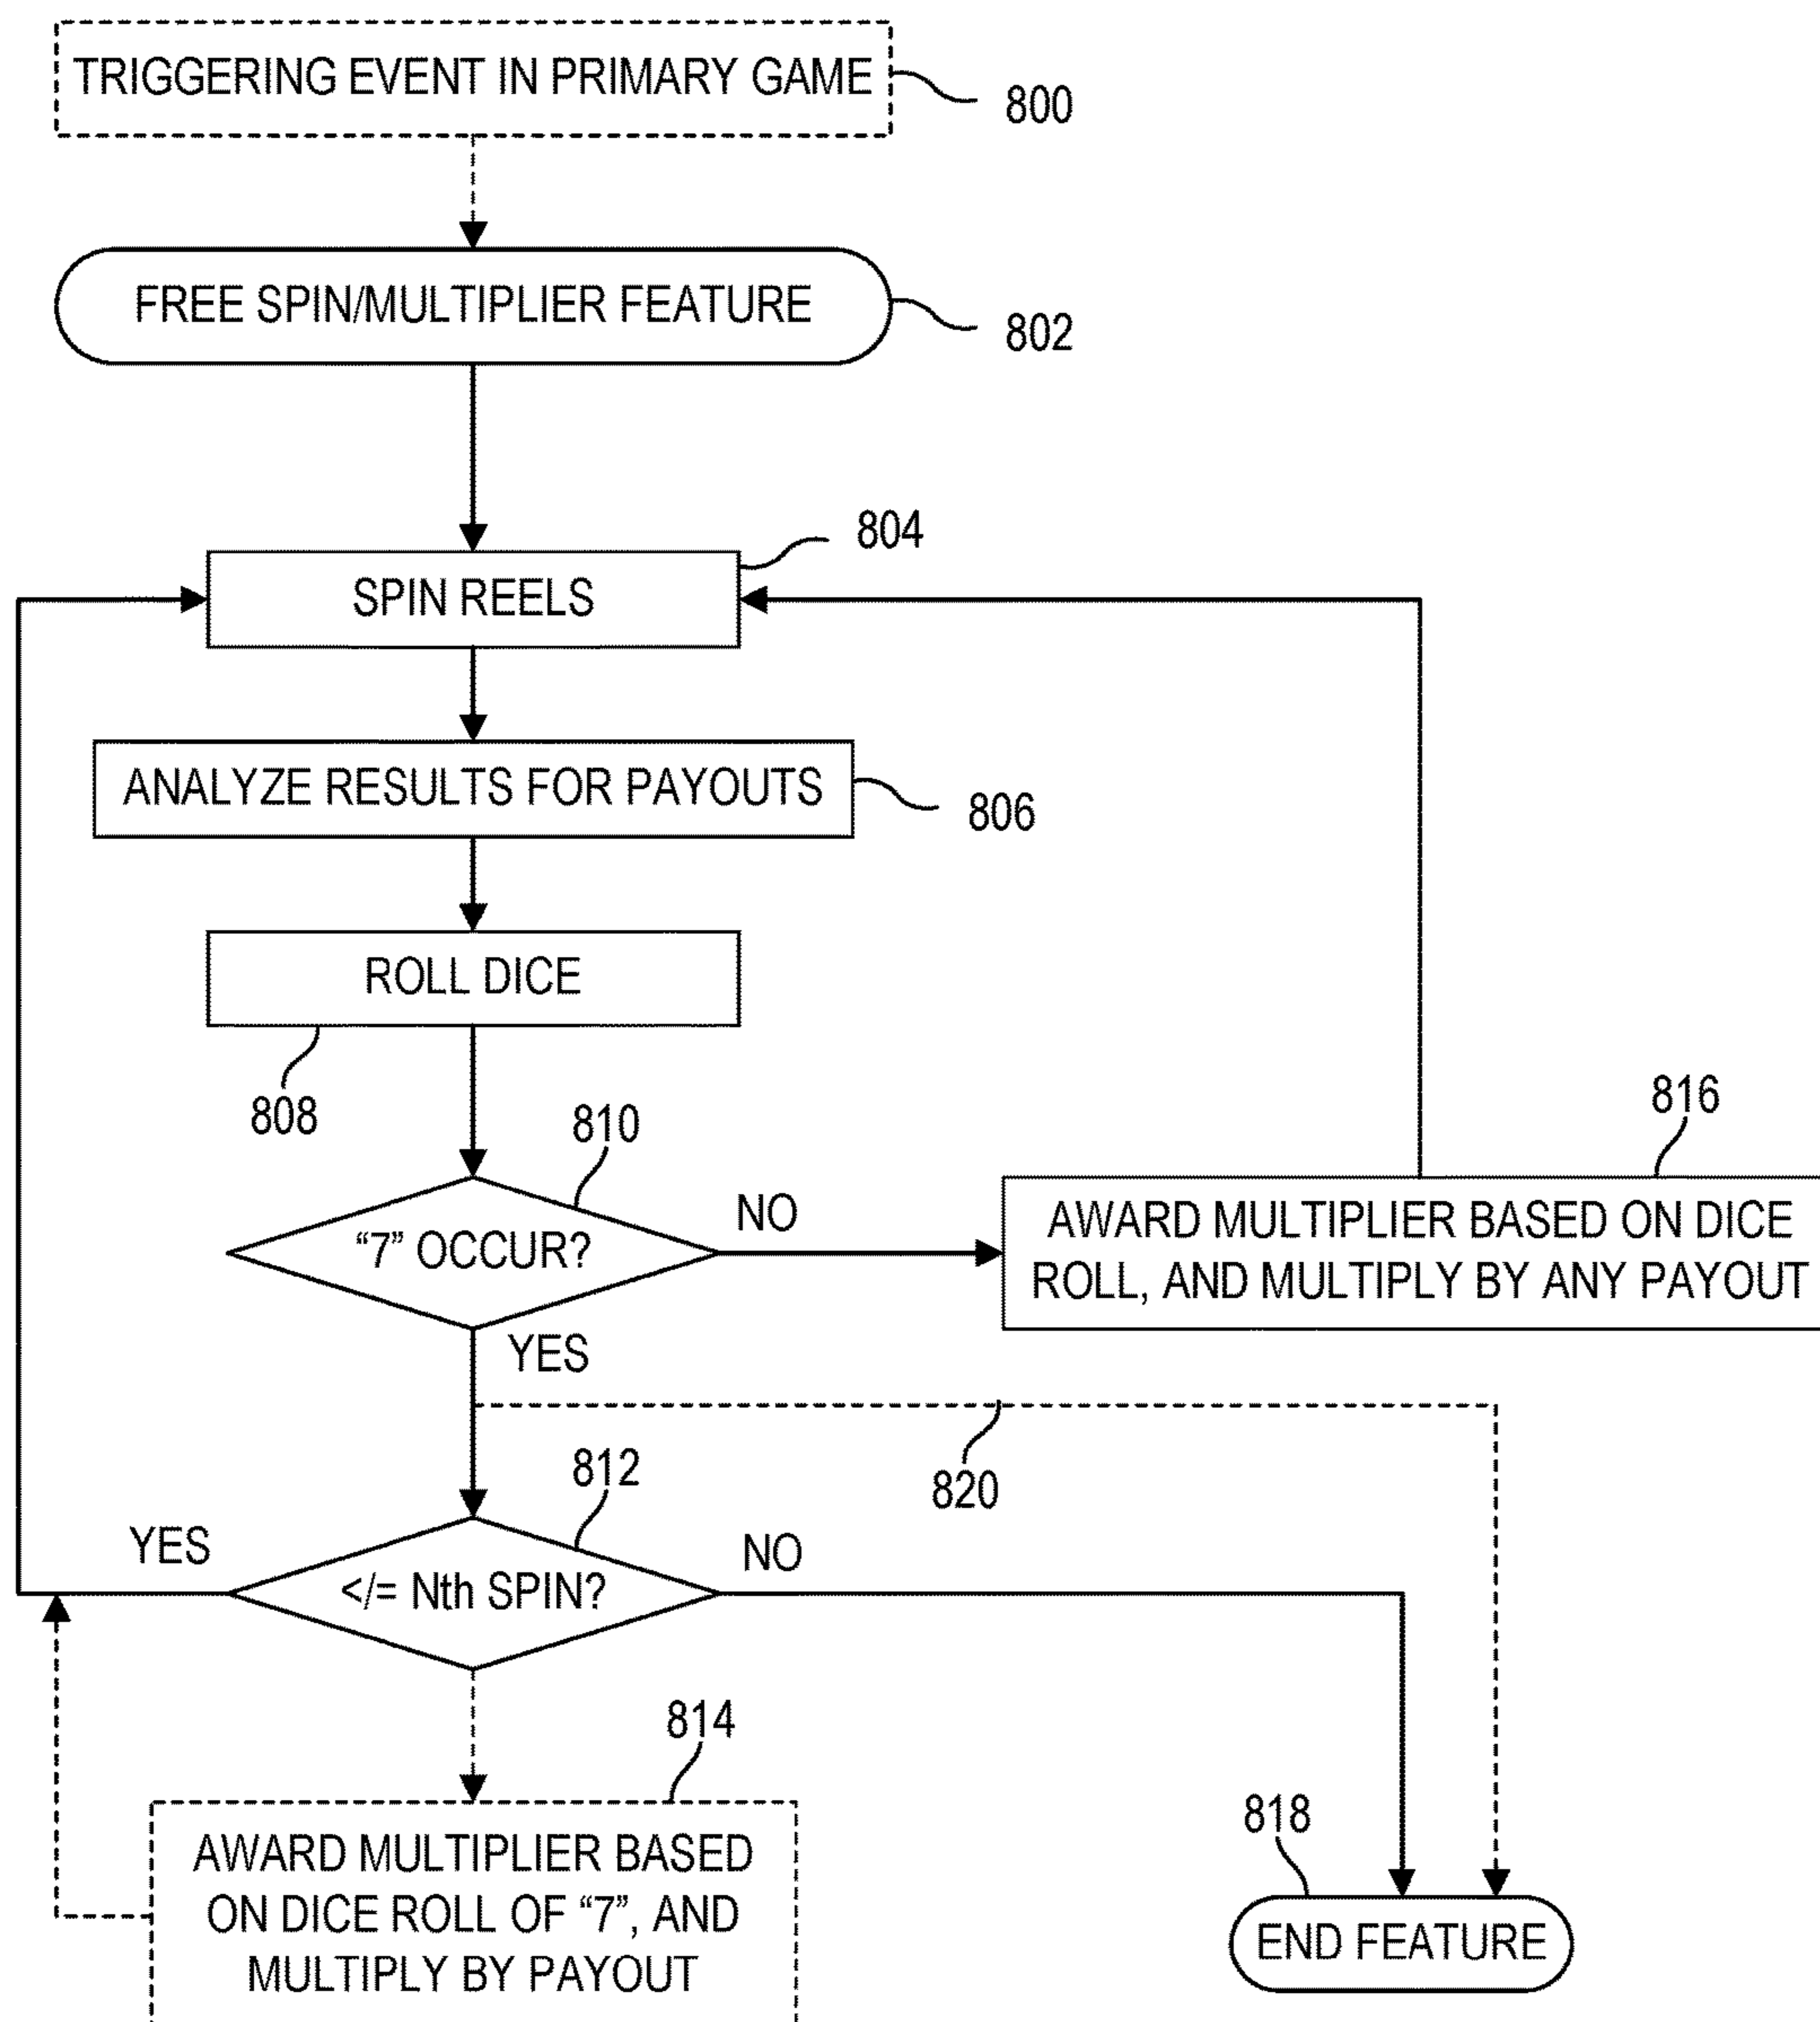 TRIGGERING EVENT IN PRIMARY GAME
800
FREE SPIN/MULTIPLIER FEATURE
802
804
SPIN REELS
ANALYZE RESULTS FOR PAYOUTS
806
ROLL DICE
808
810
“7” OCCUR?
NO
816
AWARD MULTIPLIER BASED ON DICE
ROLL, AND MULTIPLY BY ANY PAYOUT
YES
820
812
YES
</= Nth SPIN?
NO
814
AWARD MULTIPLIER BASED
ON DICE ROLL OF “7”, AND
MULTIPLY BY PAYOUT
818
END FEATURE